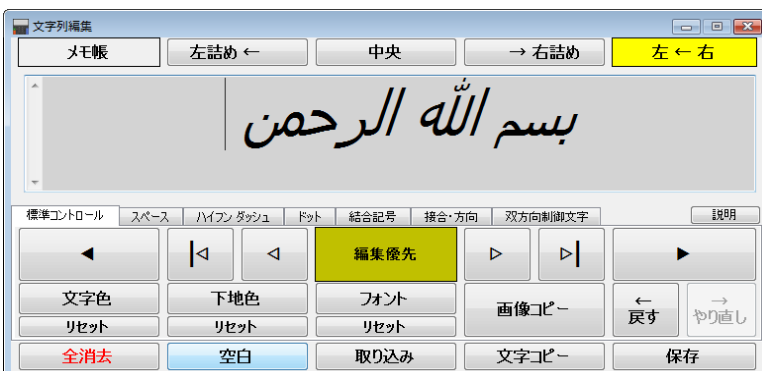 文字列編集
メモ帳 左詰め ← 中央 → 右詰め 左 ← 右
بسم الله الرحمن
標準コントロール スペース ハイフン ダッシュ ドット 結合記号 接合・方向 双方向制御文字 説明
◀ |◁ ◁ 編集優先 ▷ ▷| ▶
文字色 下地色 フォント 画像コピー ← 戻す → やり直し
リセット リセット リセット
全消去 空白 取り込み 文字コピー 保存